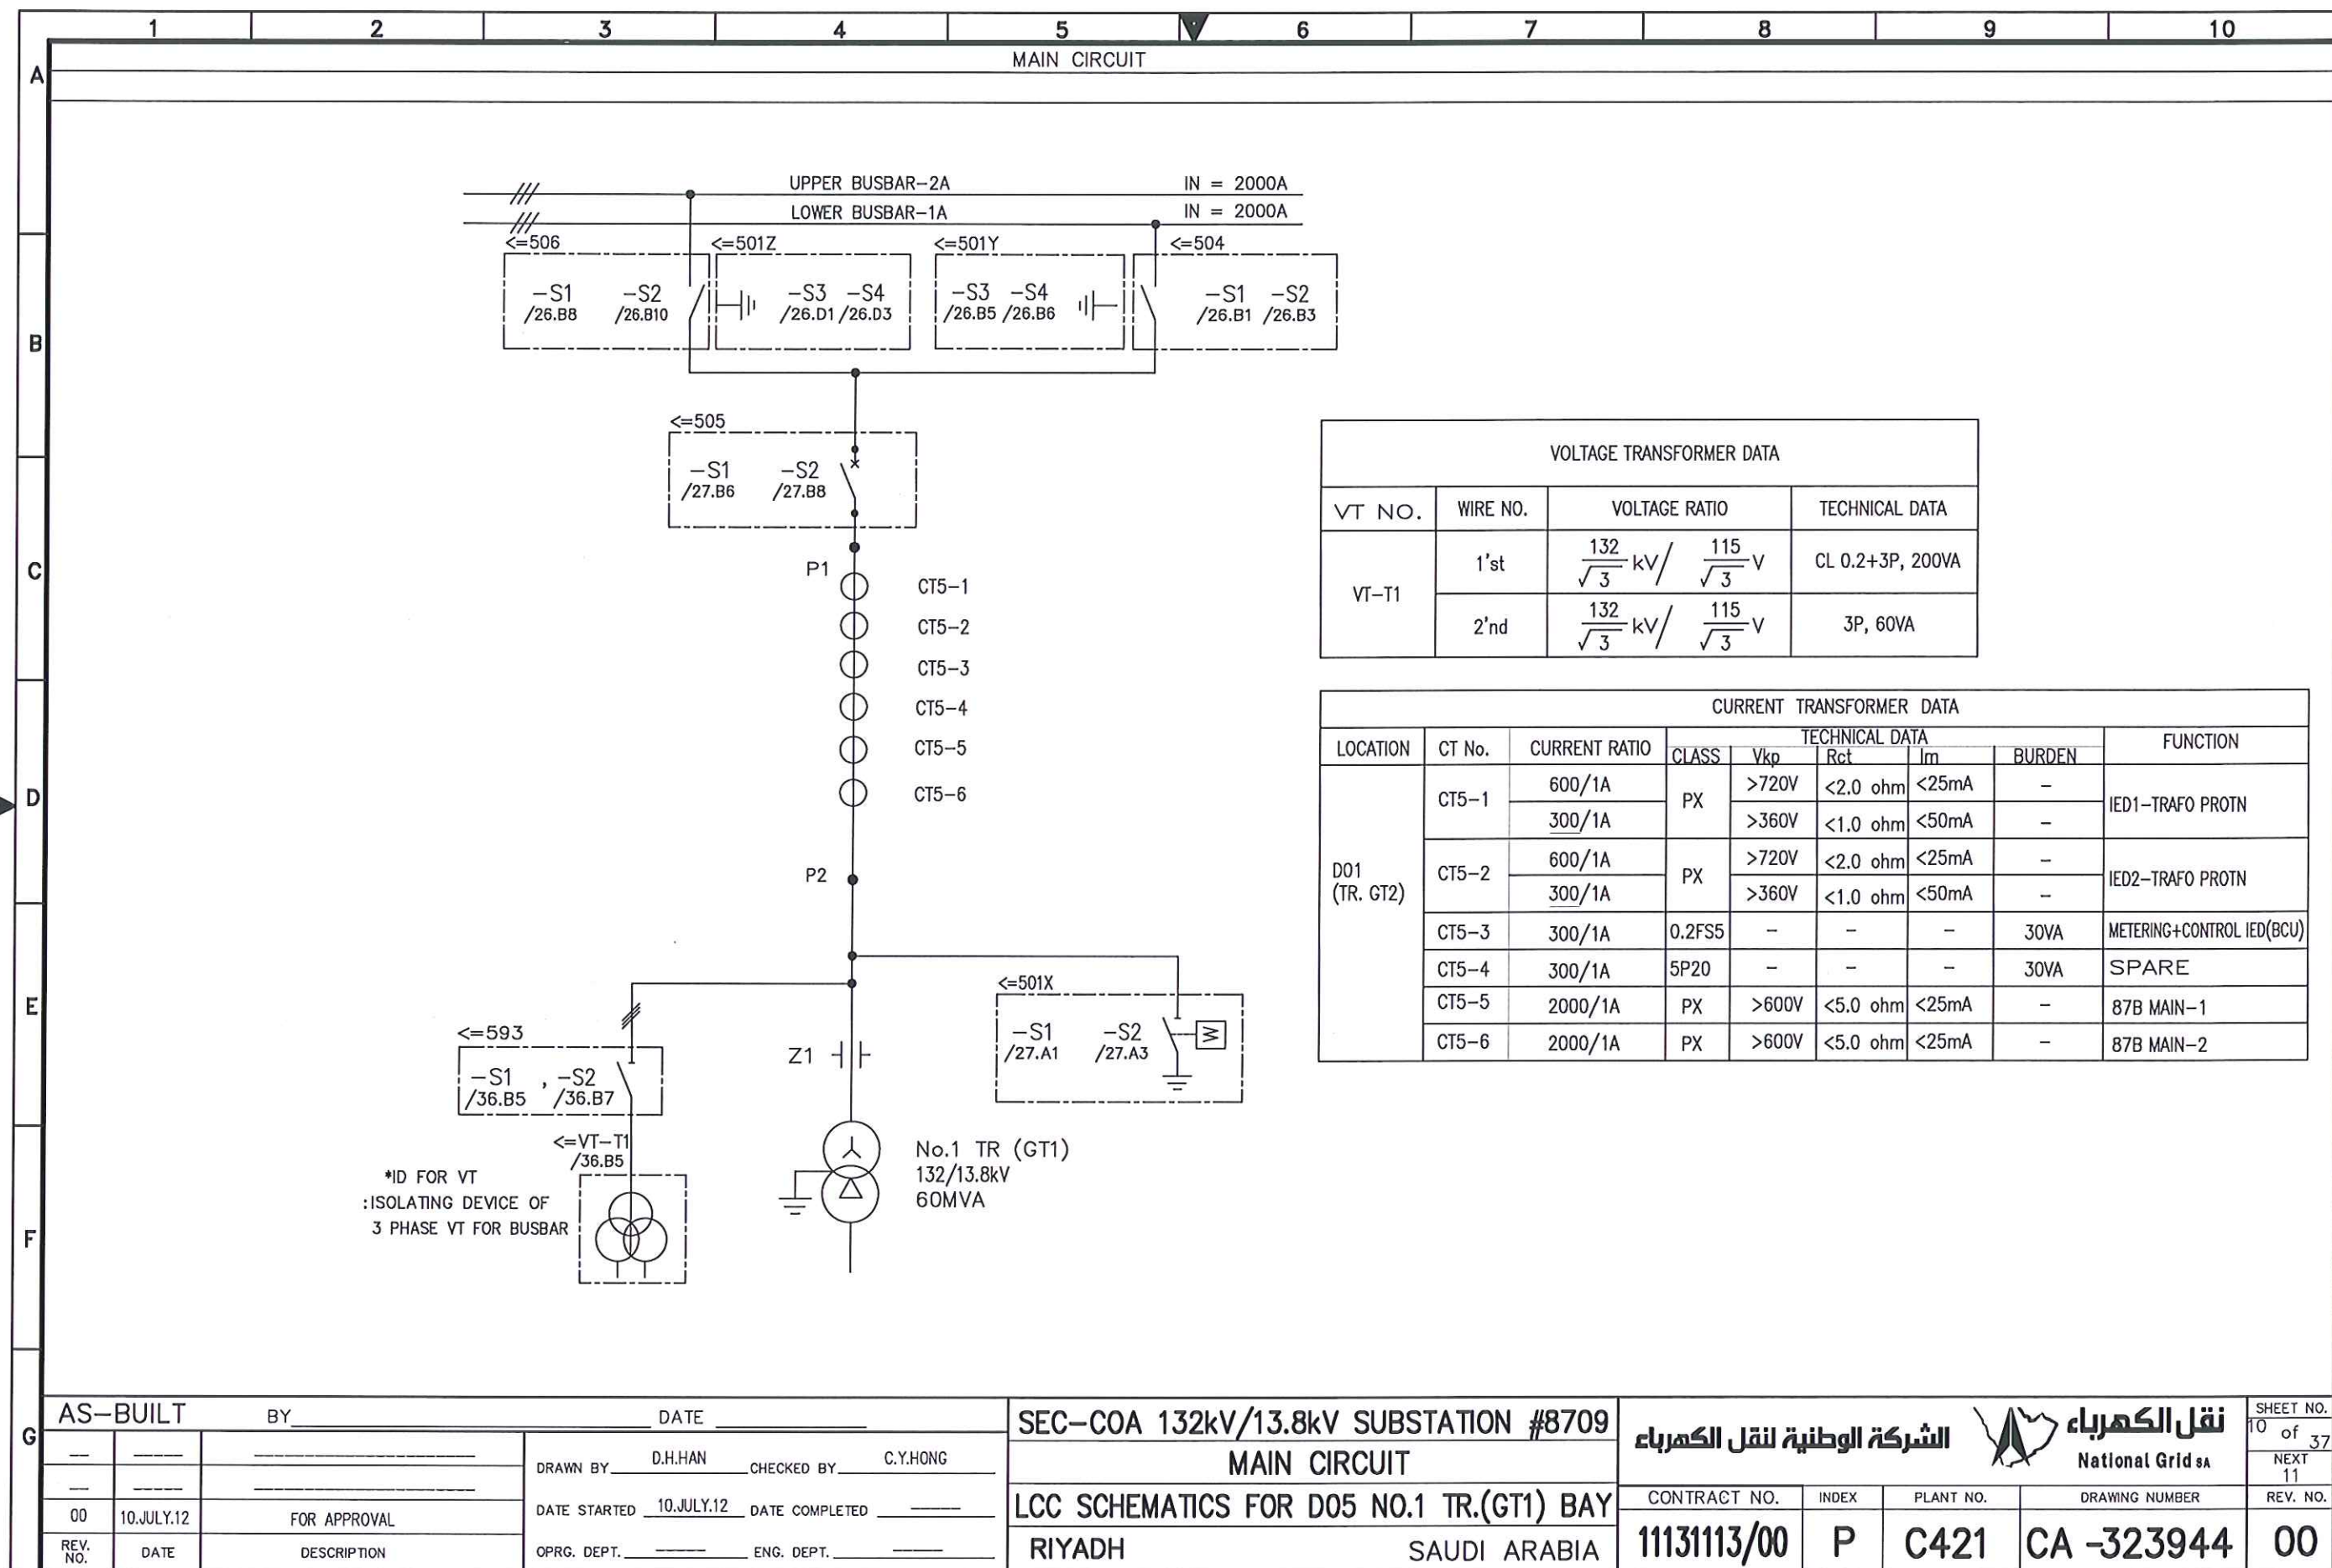 1 2 3 4 5 6 7 8 9 10
A
MAIN CIRCUIT
UPPER BUSBAR-2A IN = 2000A
LOWER BUSBAR-1A IN = 2000A
<=506 <=501Z <=501Y <=504
-S1 -S2 -S3 -S4 -S3 -S4 -S1 -S2
/26.B8 /26.B10 /26.D1 /26.D3 /26.B5 /26.B6 /26.B1 /26.B3
B
<=505
-S1 -S2
/27.B6 /27.B8
C
P1
CT5-1
CT5-2
CT5-3
CT5-4
CT5-5
CT5-6
P2
VOLTAGE TRANSFORMER DATA
VT NO. WIRE NO. VOLTAGE RATIO TECHNICAL DATA
VT-T1
1'st 132/√3 kV/ 115/√3 V CL 0.2+3P, 200VA
2'nd 132/√3 kV/ 115/√3 V 3P, 60VA
CURRENT TRANSFORMER DATA
LOCATION CT No. CURRENT RATIO TECHNICAL DATA FUNCTION
CLASS Vkp Rct Im BURDEN
D01
(TR. GT2)
CT5-1 600/1A PX >720V <2.0 ohm <25mA - IED1-TRAFO PROTN
300/1A >360V <1.0 ohm <50mA -
CT5-2 600/1A PX >720V <2.0 ohm <25mA - IED2-TRAFO PROTN
300/1A >360V <1.0 ohm <50mA -
CT5-3 300/1A 0.2FS5 - - - 30VA METERING+CONTROL IED(BCU)
CT5-4 300/1A 5P20 - - - 30VA SPARE
CT5-5 2000/1A PX >600V <5.0 ohm <25mA - 87B MAIN-1
CT5-6 2000/1A PX >600V <5.0 ohm <25mA - 87B MAIN-2
D
E
<=501X
-S1 -S2
/27.A1 /27.A3
M
<=593
-S1 , -S2
/36.B5 /36.B7
Z1
<=VT-T1
/36.B5
*ID FOR VT
:ISOLATING DEVICE OF
3 PHASE VT FOR BUSBAR
No.1 TR (GT1)
132/13.8kV
60MVA
F
G
AS-BUILT BY DATE
-- ----- 
-- ----- 
00 10.JULY.12 FOR APPROVAL
REV. NO. DATE DESCRIPTION
DRAWN BY D.H.HAN CHECKED BY C.Y.HONG
DATE STARTED 10.JULY.12 DATE COMPLETED -----
OPRG. DEPT. ----- ENG. DEPT. -----
SEC-COA 132kV/13.8kV SUBSTATION #8709
MAIN CIRCUIT
LCC SCHEMATICS FOR D05 NO.1 TR.(GT1) BAY
RIYADH SAUDI ARABIA
الشركة الوطنية لنقل الكهرباء
نقل الكهرباء
National Grid SA
SHEET NO.
10 of 37
NEXT
11
CONTRACT NO. INDEX PLANT NO. DRAWING NUMBER REV. NO.
11131113/00 P C421 CA -323944 00